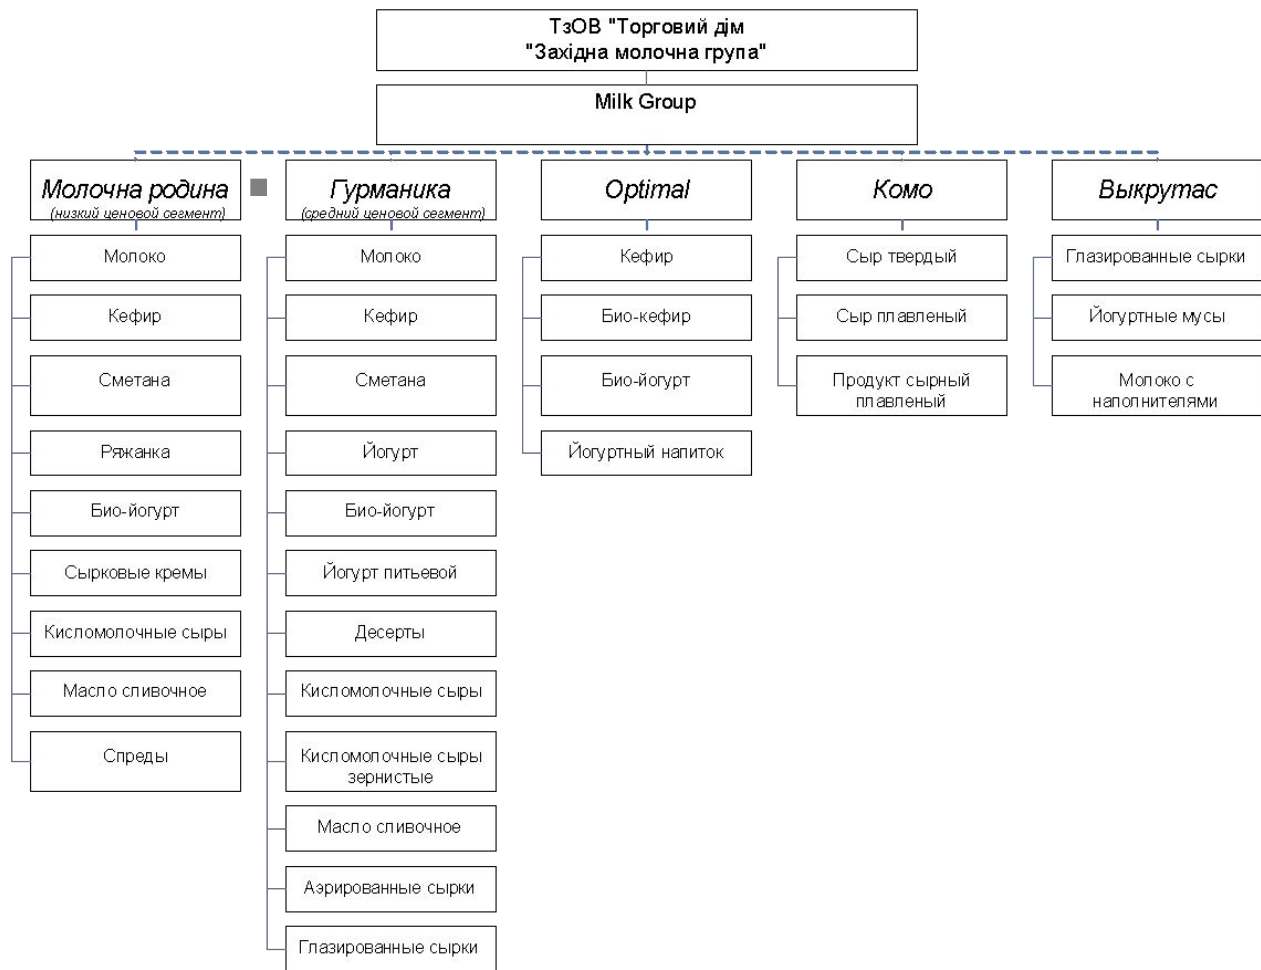 ТзОВ "Торговий дім
"Західна молочна група"
Milk Group
Молочна родина
(низкий ценовой сегмент)
Молоко
Кефир
Сметана
Ряжанка
Био-йогурт
Сырковые кремы
Кисломолочные сыры
Масло сливочное
Спреды
Гурманика
(средний ценовой сегмент)
Молоко
Кефир
Сметана
Йогурт
Био-йогурт
Йогурт питьевой
Десерты
Кисломолочные сыры
Кисломолочные сыры
зернистые
Масло сливочное
Аэрированные сырки
Глазированные сырки
Optimal
Кефир
Био-кефир
Био-йогурт
Йогуртный напиток
Комо
Сыр твердый
Сыр плавленый
Продукт сырный
плавленый
Выкрутас
Глазированные сырки
Йогуртные мусы
Молоко с
наполнителями